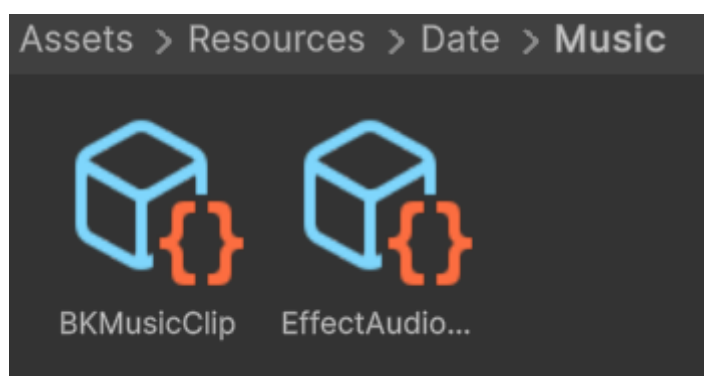 Assets > Resources > Date > Music
BKMusicClip EffectAudio...